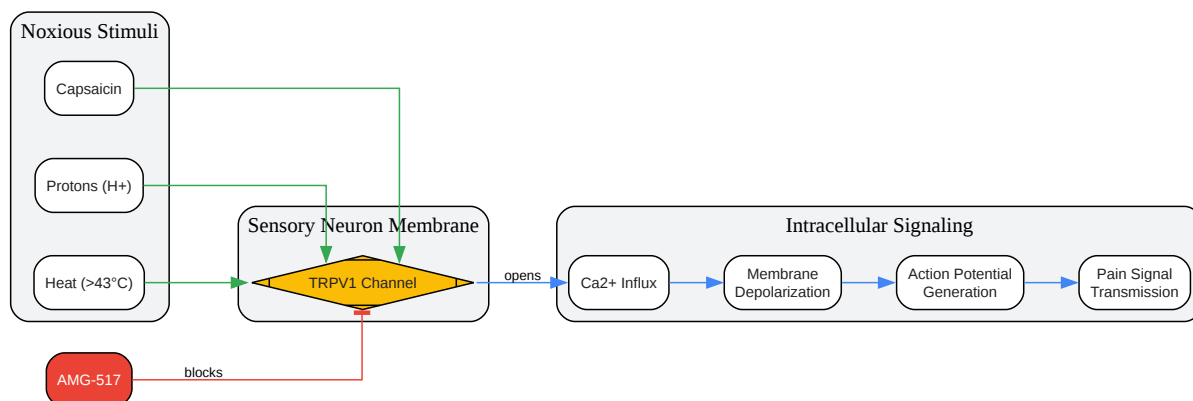 Noxious Stimuli
Capsaicin
Protons (H+)
Sensory Neuron Membrane
Intracellular Signaling
Heat (>43°C)
TRPV1 Channel
opens
Ca2+ Influx
Membrane
Depolarization
Action Potential
Generation
Pain Signal
Transmission
AMG-517
blocks